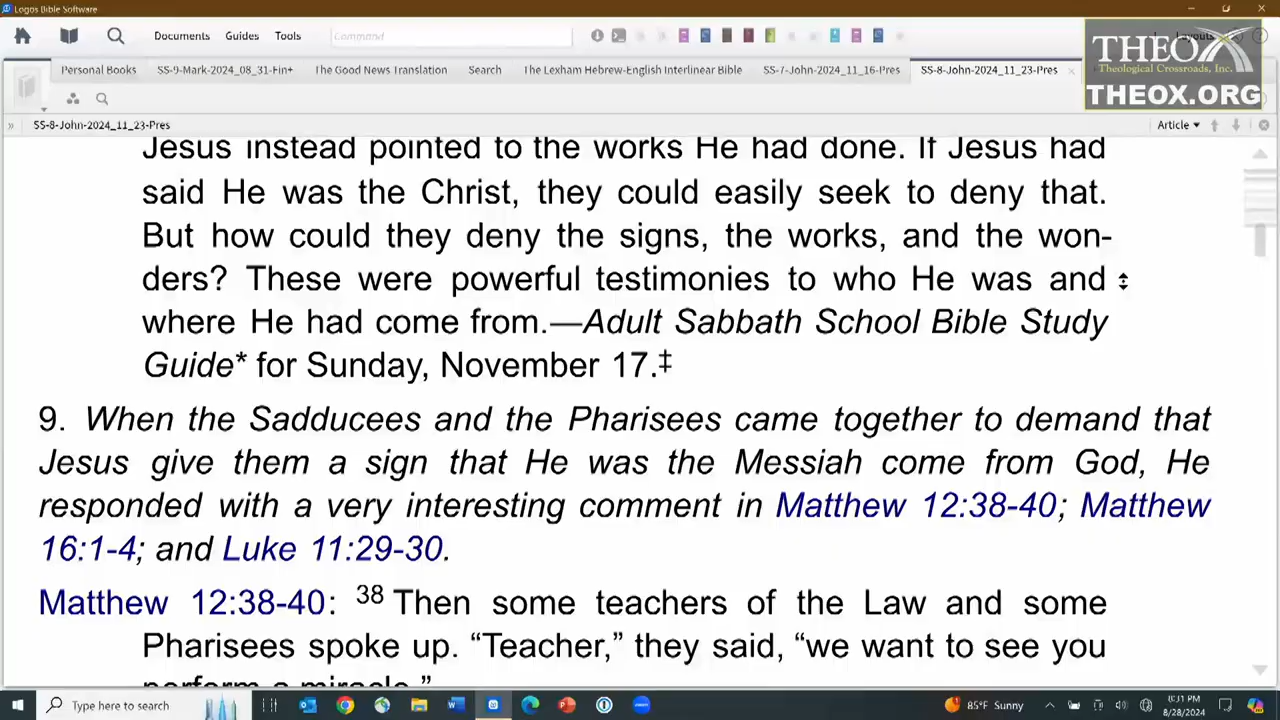 Logos Bible Software
Documents Guides Tools Command
THEOX
Theological Crossroads, Inc.
THEOX.ORG
Personal Books SS-9-Mark-2024_08_31-Fin+ The Good News The Lexham Hebrew-English Interlinear Bible SS-7-John-2024_11_16-Pres SS-8-John-2024_11_23-Pres
SS-8-John-2024_11_23-Pres Article
Jesus instead pointed to the works He had done. If Jesus had
said He was the Christ, they could easily seek to deny that.
But how could they deny the signs, the works, and the won-
ders? These were powerful testimonies to who He was and
where He had come from.—Adult Sabbath School Bible Study
Guide* for Sunday, November 17.‡
9. When the Sadducees and the Pharisees came together to demand that
Jesus give them a sign that He was the Messiah come from God, He
responded with a very interesting comment in Matthew 12:38-40; Matthew
16:1-4; and Luke 11:29-30.
Matthew 12:38-40: 38 Then some teachers of the Law and some
Pharisees spoke up. “Teacher,” they said, “we want to see you
perform a miracle.”
Type here to search 85°F Sunny 8:31 PM
8/28/2024